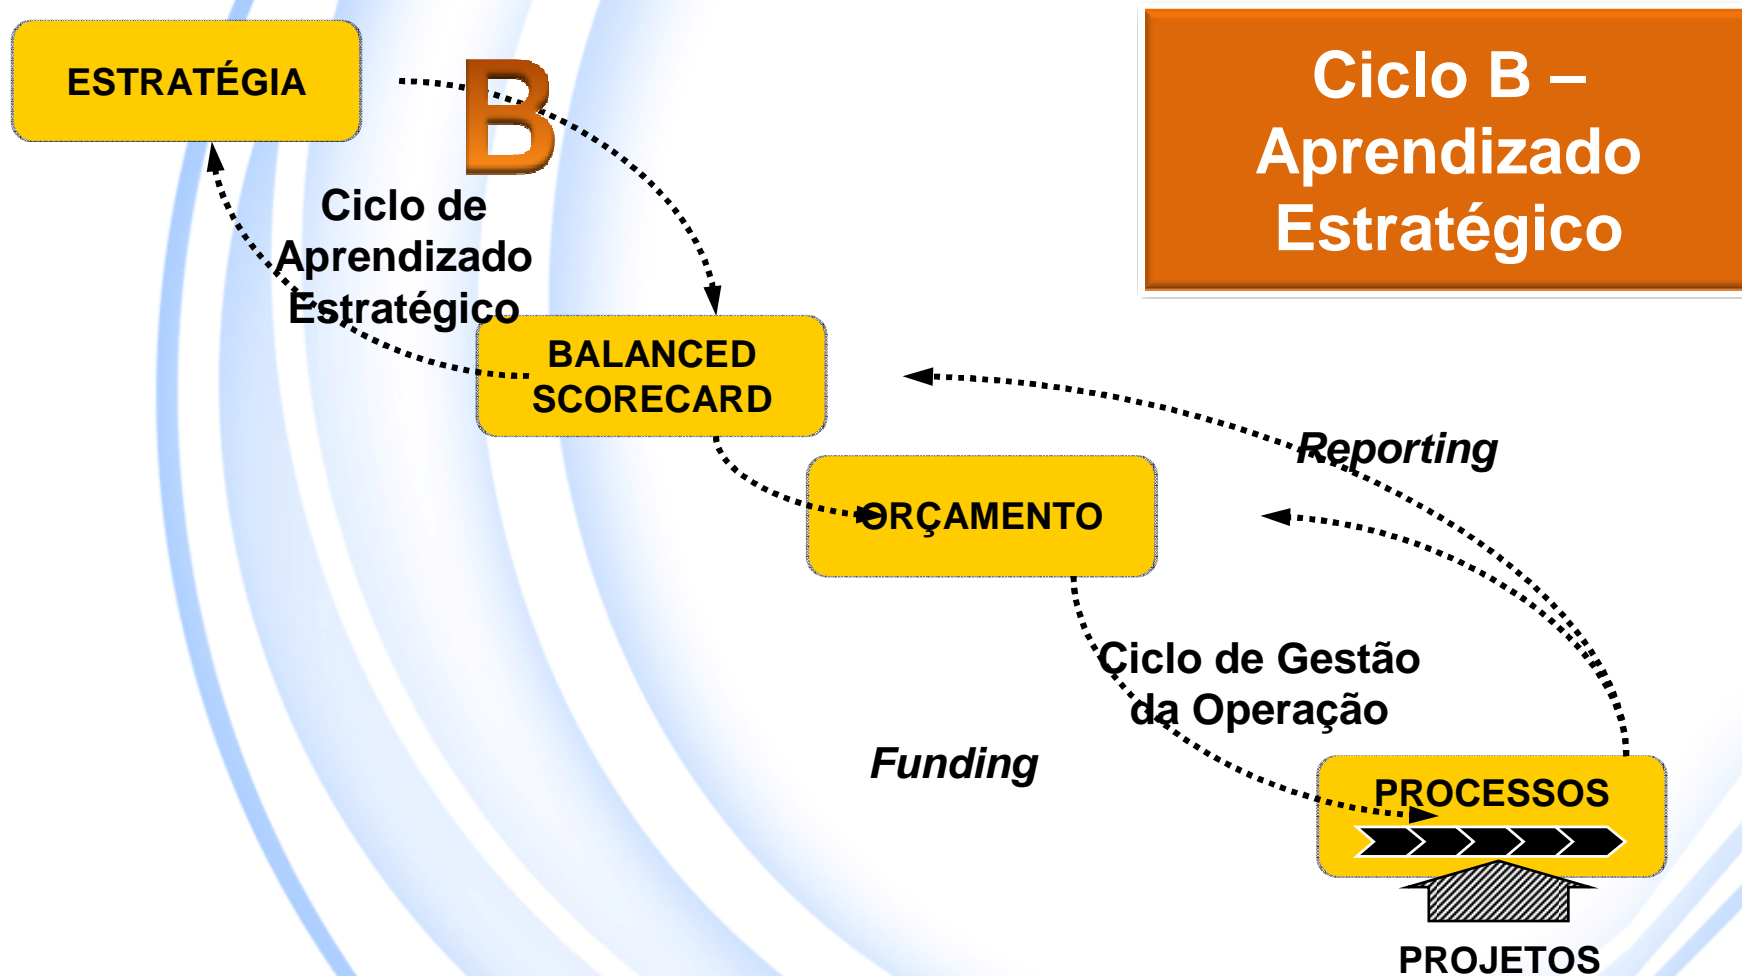 ESTRATÉGIA
B
Ciclo B –
Aprendizado
Estratégico
Ciclo de
Aprendizado
Estratégico
BALANCED
SCORECARD
Reporting
ORÇAMENTO
Ciclo de Gestão
da Operação
Funding
PROCESSOS
PROJETOS